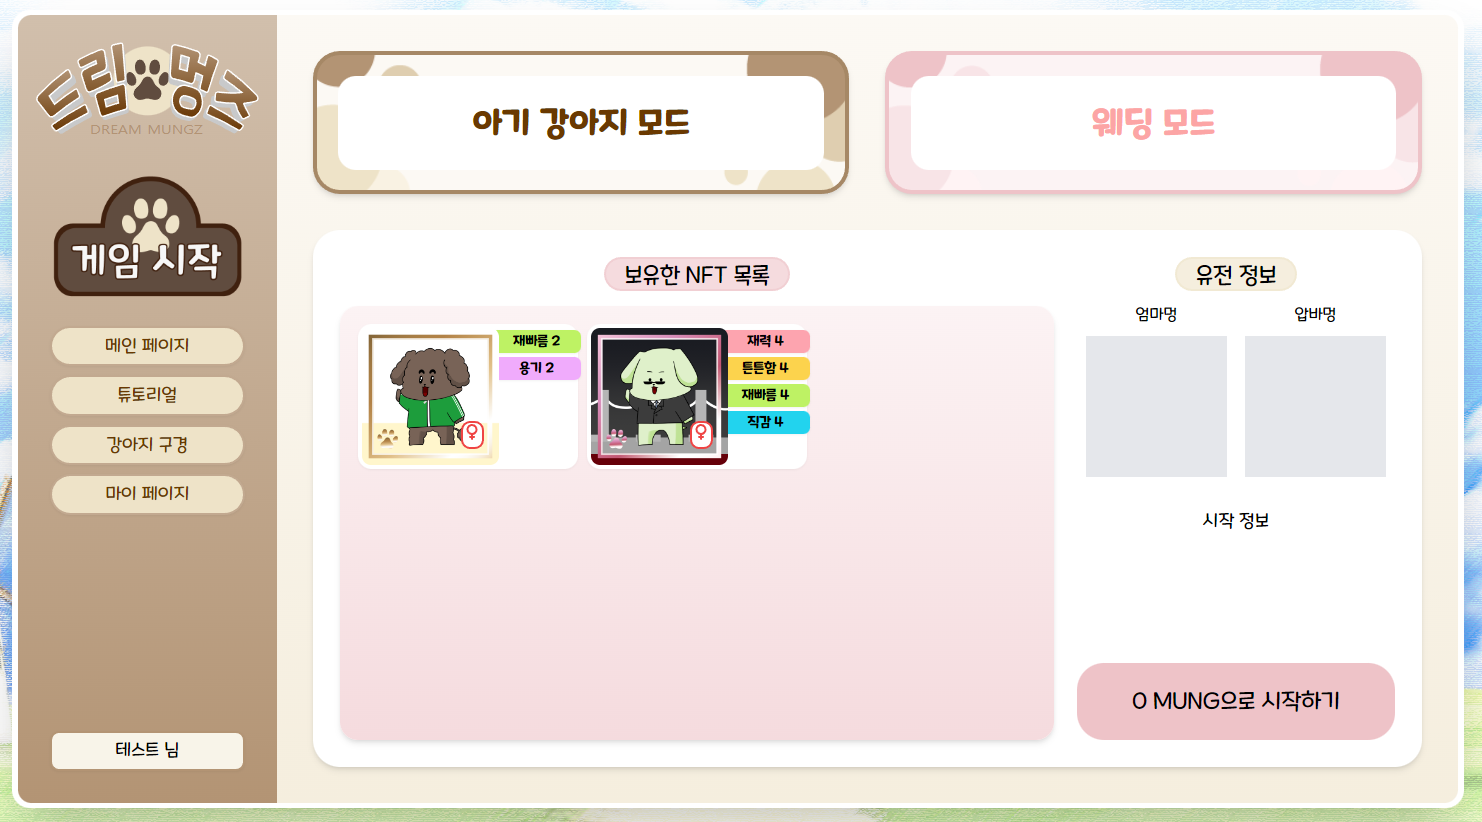 드림멍즈
DREAM MUNGZ
게임 시작
메인 페이지
튜토리얼
강아지 구경
마이 페이지
테스트 님
아기 강아지 모드
웨딩 모드
보유한 NFT 목록
재빠름 2
용기 2
재력 4
튼튼함 4
재빠름 4
직감 4
유전 정보
엄마멍
압바멍
시작 정보
0 MUNG으로 시작하기